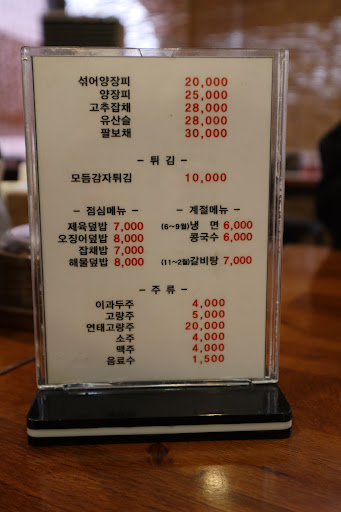 섞어양장피 20,000
양장피 25,000
고추잡채 28,000
유산슬 28,000
팔보채 30,000
– 튀 김 –
모듬감자튀김 10,000
– 점심메뉴 –
제육덮밥 7,000
오징어덮밥 8,000
잡채밥 7,000
해물덮밥 8,000
– 계절메뉴 –
(6~9월)냉 면 6,000
콩국수 6,000
(11~2월)갈비탕 7,000
– 주 류 –
이과두주 4,000
고량주 5,000
연태고량주 20,000
소주 4,000
맥주 4,000
음료수 1,500